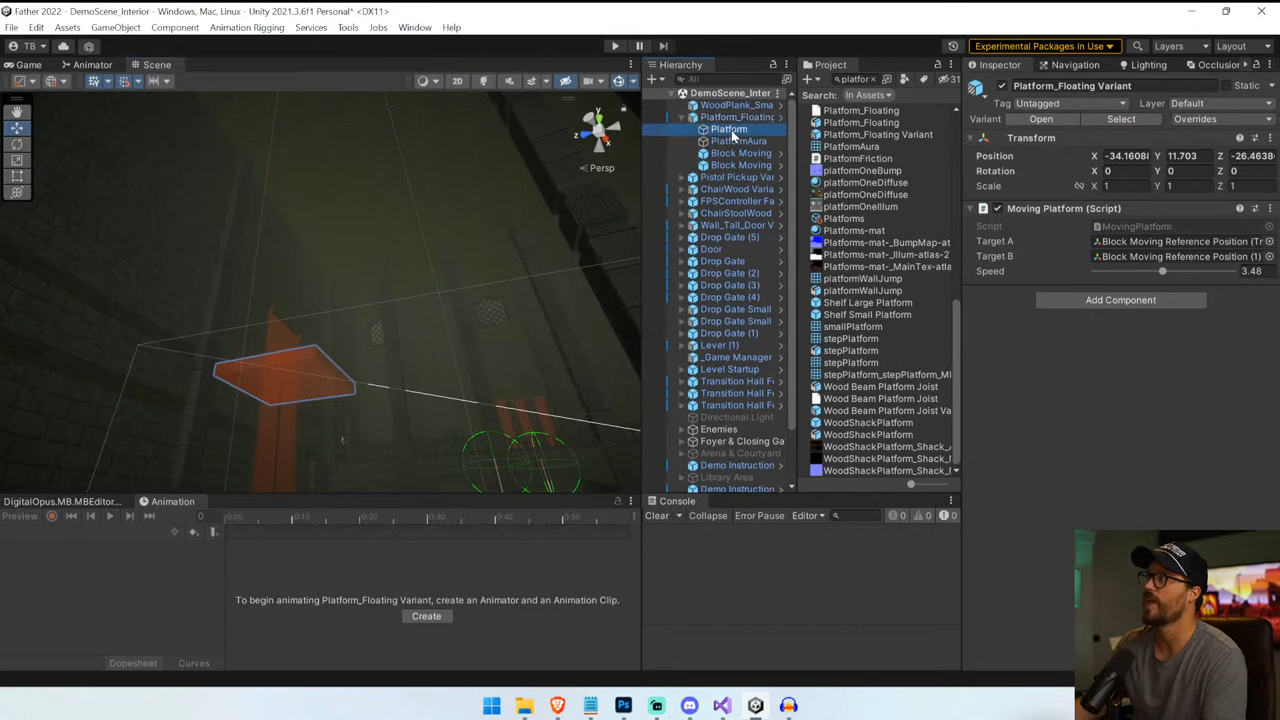 Father 2022 - DemoScene_Interior - Windows, Mac, Linux - Unity 2021.3.6f1 Personal* <DX11>
File Edit Assets GameObject Component Animation Rigging Services Tools Jobs Window Help
TB Experimental Packages In Use Layers Layout
Game Animator Scene
2D
y
x
z
Persp
Hierarchy
All
DemoScene_Inter
WoodPlank_Sma
Platform_Floating
Platform
PlatformAura
Block Moving
Block Moving
Pistol Pickup Var
ChairWood Varia
FPSController Fa
ChairStoolWood
Wall_Tall_Door V
Drop Gate (5)
Door
Drop Gate
Drop Gate (2)
Drop Gate (3)
Drop Gate (4)
Drop Gate Small
Drop Gate Small
Drop Gate (1)
Lever (1)
_Game Manager
Level Startup
Transition Hall F
Transition Hall F
Transition Hall F
Directional Light
Enemies
Foyer & Closing Ga
Arena & Courtyard
Demo Instruction
Library Area
Demo Instruction
Project
platfor
31
Search: In Assets
Platform_Floating
Platform_Floating
Platform_Floating Variant
PlatformAura
PlatformFriction
platformOneBump
platformOneDiffuse
platformOneDiffuse
platformOneIllum
Platforms
Platforms-mat
Platforms-mat-_BumpMap-at
Platforms-mat-_Illum-atlas-2
Platforms-mat-_MainTex-atla
platformWallJump
platformWallJump
Shelf Large Platform
Shelf Small Platform
smallPlatform
stepPlatform
stepPlatform
stepPlatform
stepPlatform_stepPlatform_M
Wood Beam Platform Joist
Wood Beam Platform Joist
Wood Beam Platform Joist Va
WoodShackPlatform
WoodShackPlatform
WoodShackPlatform_Shack_
WoodShackPlatform_Shack_
WoodShackPlatform_Shack_
Inspector Navigation Lighting Occlusion
Platform_Floating Variant Static
Tag Untagged Layer Default
Variant Open Select Overrides
Transform
Position X -34.1608 Y 11.703 Z -26.4638
Rotation X 0 Y 0 Z 0
Scale X 1 Y 1 Z 1
Moving Platform (Script)
Script MovingPlatform
Target A Block Moving Reference Position (Tr
Target B Block Moving Reference Position (1)
Speed 3.48
Add Component
DigitalOpus.MB.MBEditor... Animation
Preview 0 0:00 0:10 0:20 0:30 0:40 0:50
To begin animating Platform_Floating Variant, create an Animator and an Animation Clip.
Create
Dopesheet Curves
Console
Clear Collapse Error Pause Editor 0 0 0
Ps